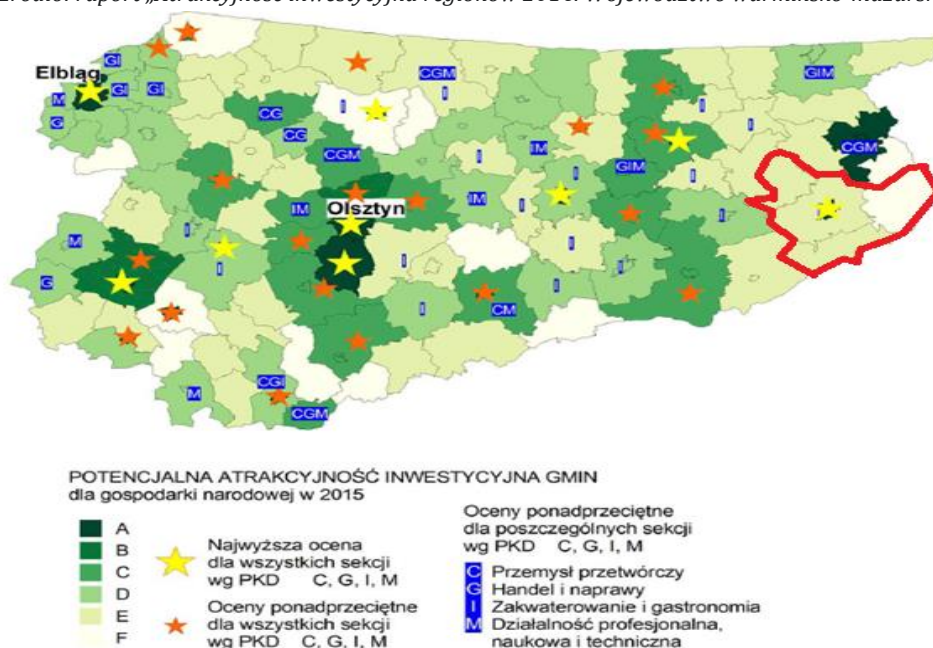 Elbląg
GI
M
GI
GI
G
CG
CG
CGM
I
I
CGM
GIM
I
I
CGM
I
IM
GIM
I
IM
Olsztyn
IM
I
I
I
I
M
I
G
I
I
I
I
CM
I
IM
CGI
CGM
POTENCJALNA ATRAKCYJNOŚĆ INWESTYCYJNA GMIN
dla gospodarki narodowej w 2015
A
B
C
D
E
F
Najwyższa ocena
dla wszystkich sekcji
wg PKD C, G, I, M
Oceny ponadprzeciętne
dla wszystkich sekcji
wg PKD C, G, I, M
Oceny ponadprzeciętne
dla poszczególnych sekcji
wg PKD C, G, I, M
C Przemysł przetwórczy
G Handel i naprawy
I Zakwaterowanie i gastronomia
M Działalność profesjonalna,
naukowa i techniczna